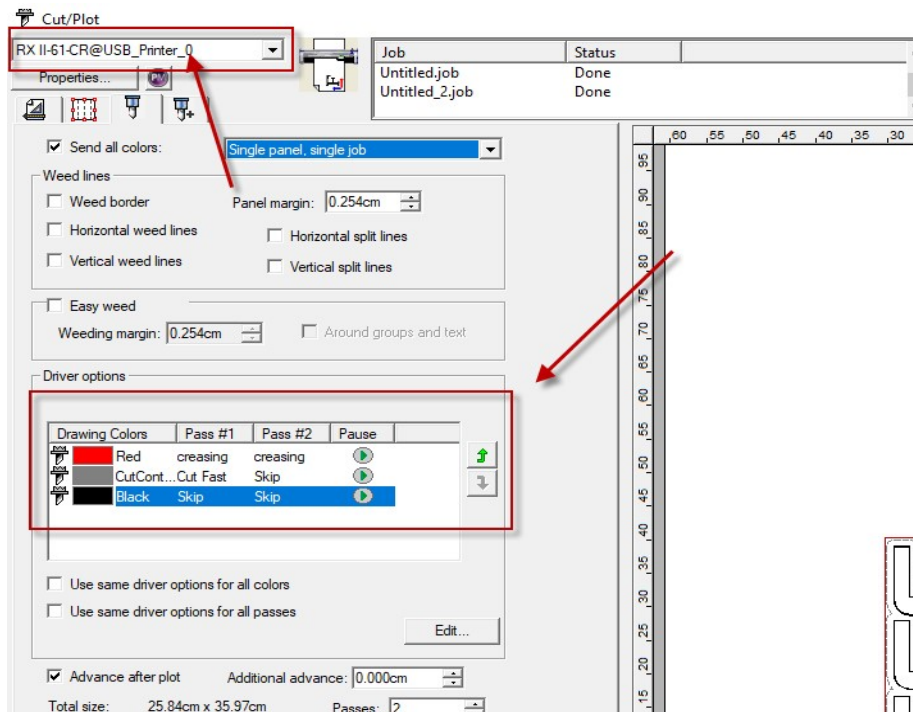 Cut/Plot
RX II-61-CR@USB_Printer_0
Properties...
Job Status
Untitled.job Done
Untitled_2.job Done
Send all colors: Single panel, single job
Weed lines
Weed border Panel margin: 0.254cm
Horizontal weed lines Horizontal split lines
Vertical weed lines Vertical split lines
Easy weed
Weeding margin: 0.254cm Around groups and text
Driver options
Drawing Colors Pass #1 Pass #2 Pause
Red creasing creasing
CutCont...Cut Fast Skip
Black Skip Skip
Use same driver options for all colors
Use same driver options for all passes
Edit...
Advance after plot Additional advance: 0.000cm
Total size: 25.84cm x 35.97cm Passes: 2
60 55 50 45 40 35 30
95
90
85
80
75
70
65
60
55
50
45
40
35
30
25
20
15